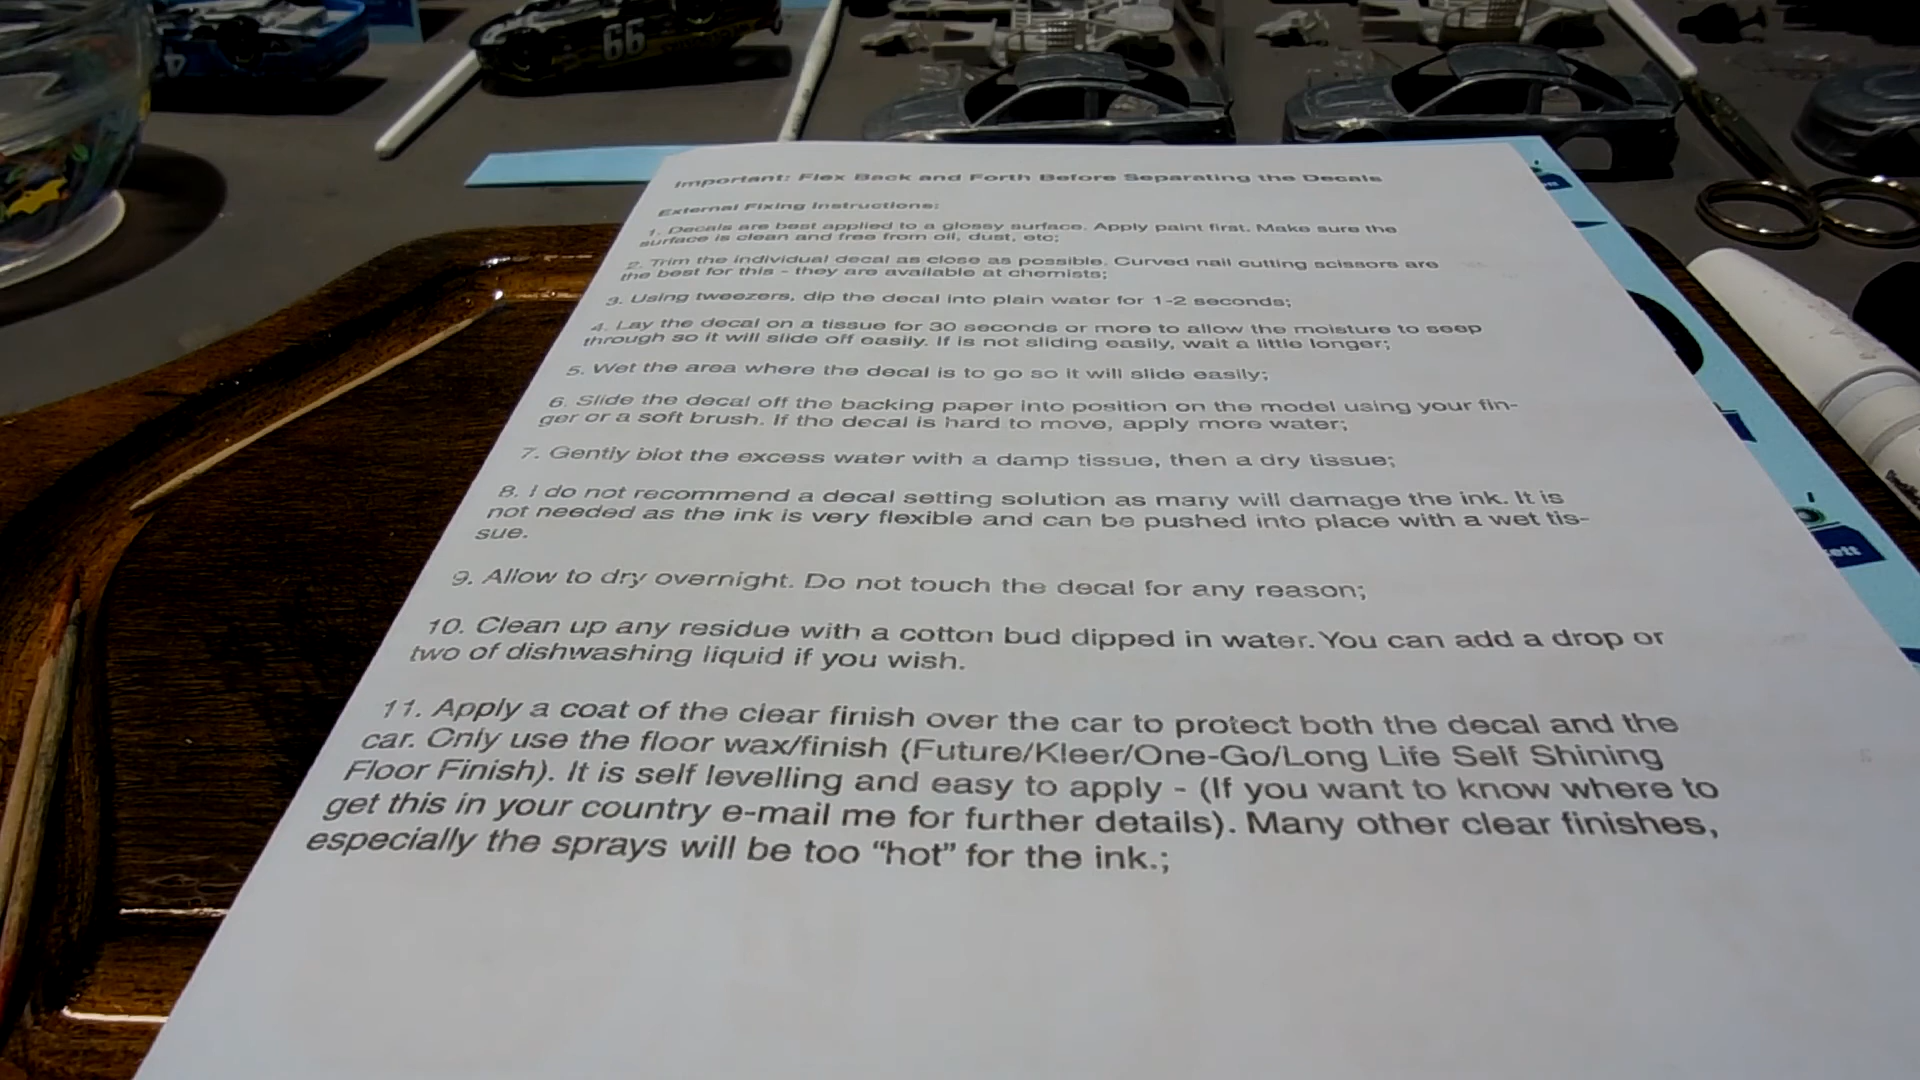 66
Important: Flex Back and Forth Before Separating the Decals
External Fixing Instructions:
1. Decals are best applied to a glossy surface. Apply paint first. Make sure the
surface is clean and free from oil, dust, etc;
2. Trim the individual decal as close as possible. Curved nail cutting scissors are
the best for this - they are available at chemists;
3. Using tweezers, dip the decal into plain water for 1-2 seconds;
4. Lay the decal on a tissue for 30 seconds or more to allow the moisture to seep
through so it will slide off easily. If is not sliding easily, wait a little longer;
5. Wet the area where the decal is to go so it will slide easily;
6. Slide the decal off the backing paper into position on the model using your fin-
ger or a soft brush. If the decal is hard to move, apply more water;
7. Gently blot the excess water with a damp tissue, then a dry tissue;
8. I do not recommend a decal setting solution as many will damage the ink. It is
not needed as the ink is very flexible and can be pushed into place with a wet tis-
sue.
9. Allow to dry overnight. Do not touch the decal for any reason;
10. Clean up any residue with a cotton bud dipped in water. You can add a drop or
two of dishwashing liquid if you wish.
11. Apply a coat of the clear finish over the car to protect both the decal and the
car. Only use the floor wax/finish (Future/Kleer/One-Go/Long Life Self Shining
Floor Finish). It is self levelling and easy to apply - (If you want to know where to
get this in your country e-mail me for further details). Many other clear finishes,
especially the sprays will be too “hot” for the ink.;